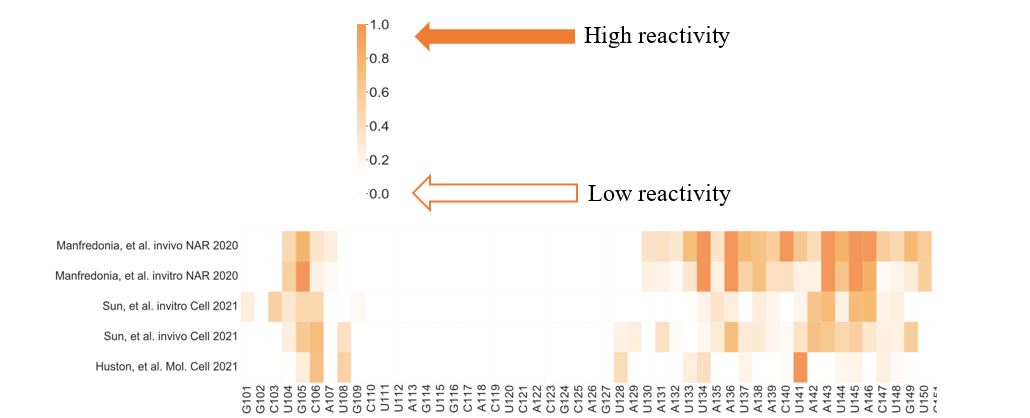 1.0
High reactivity
0.8
0.6
0.4
0.2
0.0
Low reactivity
Manfredonia, et al. invivo NAR 2020
Manfredonia, et al. invitro NAR 2020
Sun, et al. invitro Cell 2021
Sun, et al. invivo Cell 2021
Huston, et al. Mol. Cell 2021
G101 G102 C103 U104 G105 C106 A107 U108 G109 C110 U111 U112 A113 G114 U115 G116 C117 A118 C119 U120 C121 A122 C123 G124 C125 A126 G127 U128 A129 U130 A131 A132 U133 U134 A135 A136 U137 A138 A139 C140 U141 A142 A143 U144 U145 A146 C147 U148 G149 U150